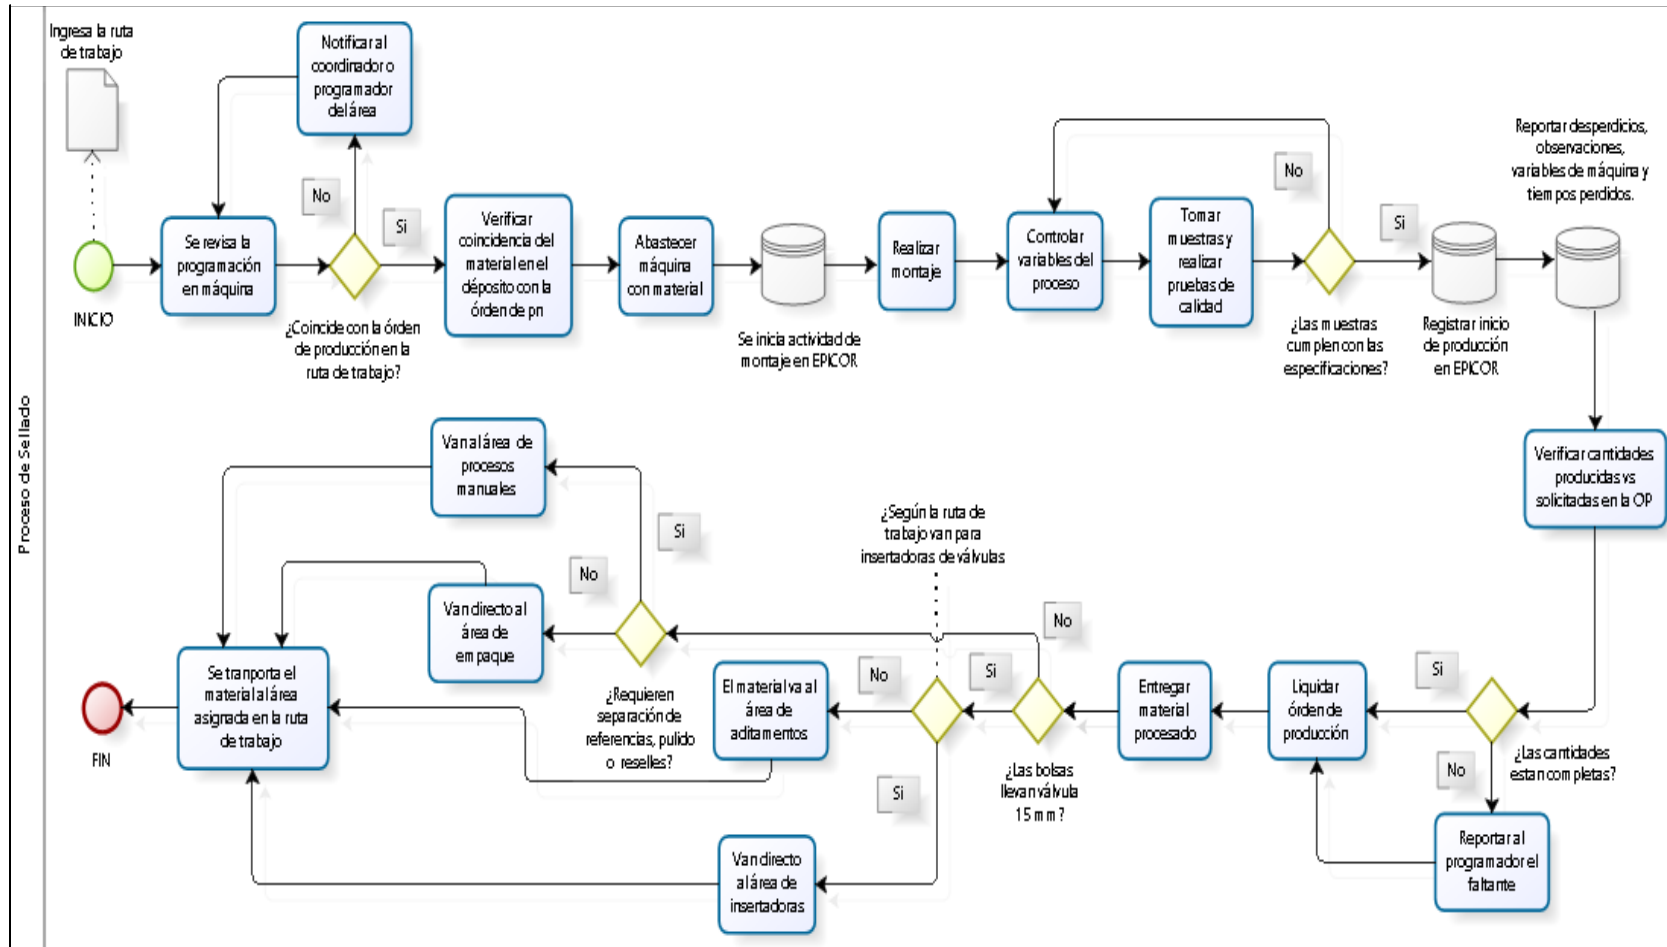 Proceso de Sellado
Ingresa la ruta
de trabajo
INICIO
Se revisa la
programación
en máquina
Notificar al
coordinador o
programador
del área
No
Si
¿Coincide con la órden
de producción en la
ruta de trabajo?
Verificar
coincidencia del
material en el
déposito con la
órden de pn
Abastecer
máquina
con material
Se inicia actividad de
montaje en EPICOR
Realizar
montaje
Controlar
variables del
proceso
Tomar
muestras y
realizar
pruebas de
calidad
No
Si
¿Las muestras
cumplen con las
especificaciones?
Registrar inicio
de producción
en EPICOR
Reportar desperdicios,
observaciones,
variables de máquina y
tiempos perdidos.
Verificar cantidades
producidas vs
solicitadas en la OP
¿Las cantidades
estan completas?
Si
No
Reportar al
programador el
faltante
Liquidar
órden de
producción
Entregar
material
procesado
¿Las bolsas
llevan válvula
15 mm?
No
Si
¿Según la ruta de
trabajo van para
insertadoras de válvulas
No
Si
El material va al
área de
aditamentos
Van directo
al área de
insertadoras
¿Requieren
separación de
referencias, pulido
o reselles?
Si
No
Van al área de
procesos
manuales
Van directo al
área de
empaque
Se tranporta el
material al área
asignada en la ruta
de trabajo
FIN